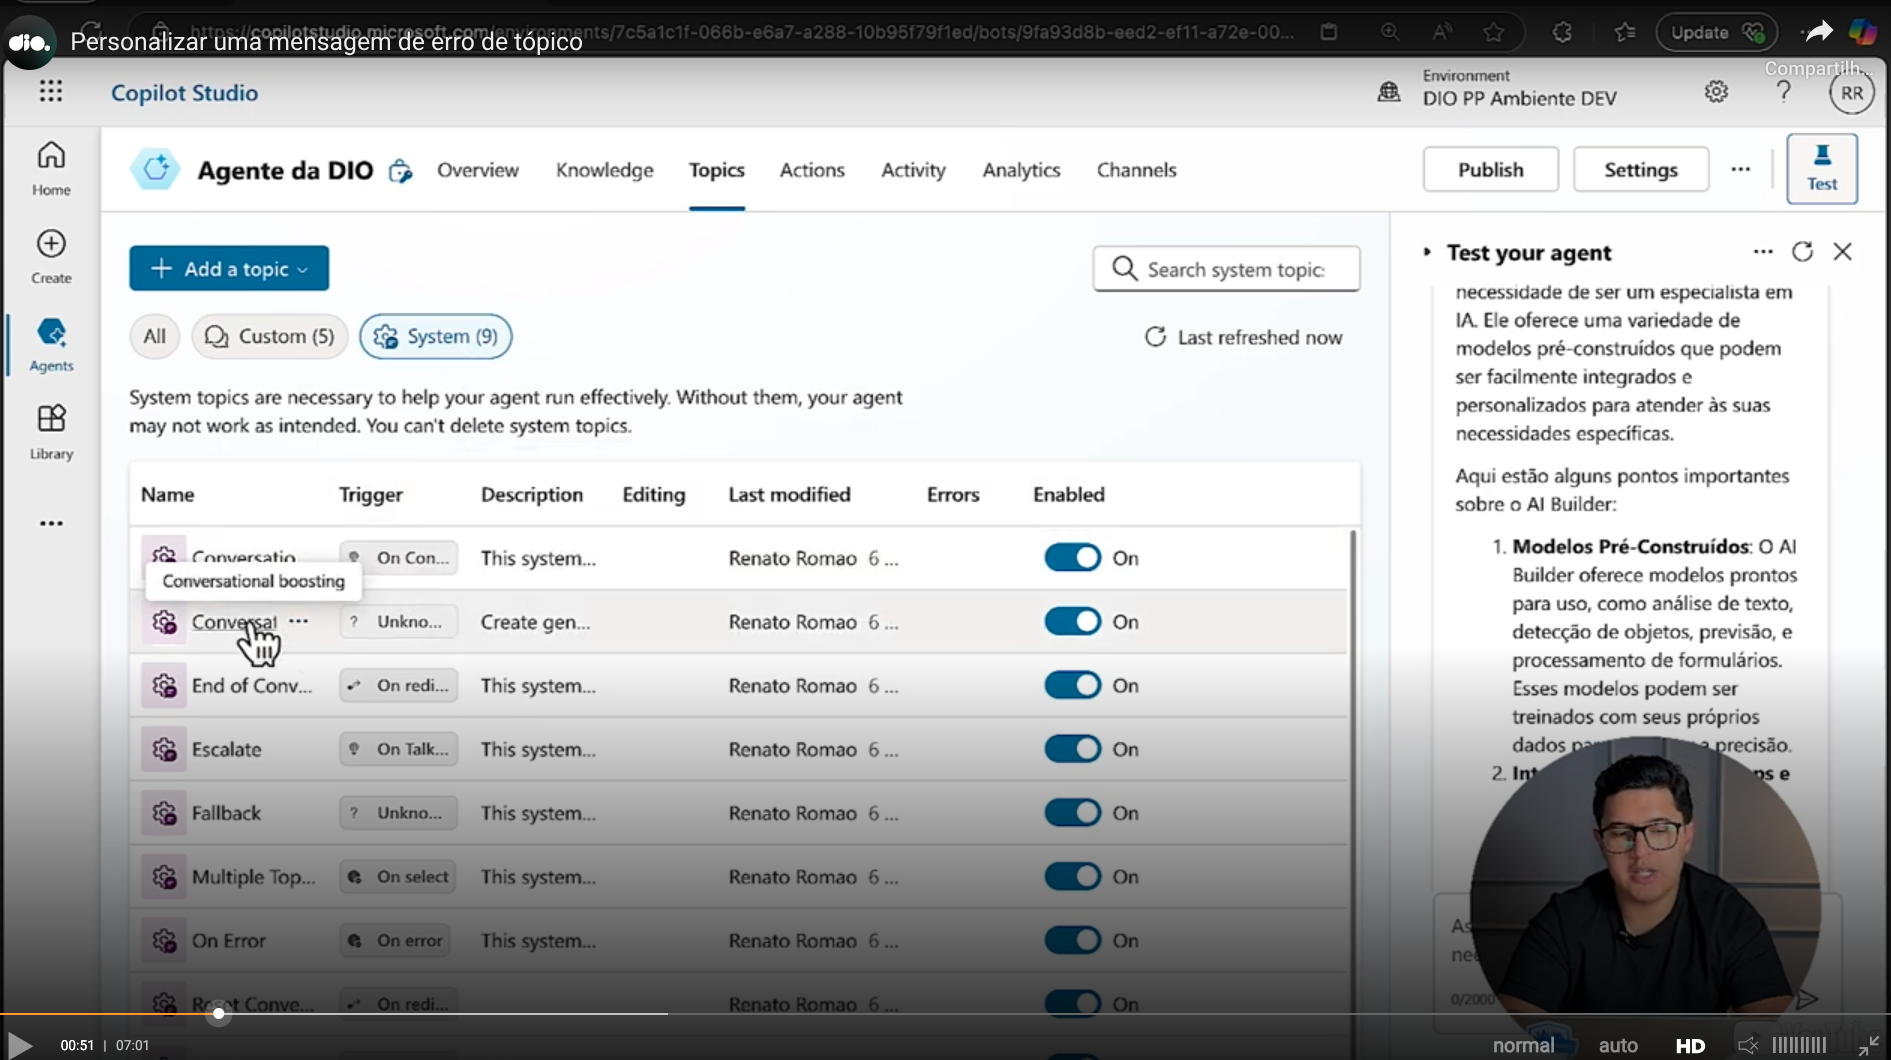 https://copilotstudio.microsoft.com/environments/7c5a1c1f-066b-e6a7-a288-10b95f79f1ed/bots/9fa93d8b-eed2-ef11-a72e-00...
Update
dio.
Personalizar uma mensagem de erro de tópico
Compartilh...
Copilot Studio
Environment
DIO PP Ambiente DEV
RR
Home
Create
Agents
Library
Agente da DIO
Overview
Knowledge
Topics
Actions
Activity
Analytics
Channels
Publish
Settings
Test
Add a topic
Search system topic
All
Custom (5)
System (9)
Last refreshed now
System topics are necessary to help your agent run effectively. Without them, your agent
may not work as intended. You can't delete system topics.
Name Trigger Description Editing Last modified Errors Enabled
Conversatio On Con... This system... Renato Romao 6 ... On
Conversational boosting
Conversat ... ? Unkno... Create gen... Renato Romao 6 ... On
End of Conv... On redi... This system... Renato Romao 6 ... On
Escalate On Talk... This system... Renato Romao 6 ... On
Fallback ? Unkno... This system... Renato Romao 6 ... On
Multiple Top... On select This system... Renato Romao 6 ... On
On Error On error This system... Renato Romao 6 ... On
Reset Conve... On redi... This system... Renato Romao 6 ... On
Test your agent
necessidade de ser um especialista em
IA. Ele oferece uma variedade de
modelos pré-construídos que podem
ser facilmente integrados e
personalizados para atender às suas
necessidades específicas.
Aqui estão alguns pontos importantes
sobre o AI Builder:
1. Modelos Pré-Construídos: O AI
Builder oferece modelos prontos
para uso, como análise de texto,
detecção de objetos, previsão, e
processamento de formulários.
Esses modelos podem ser
treinados com seus próprios
dados precisão.
2. Int e
As
nee
0/2000
00:51 | 07:01
normal
auto
HD